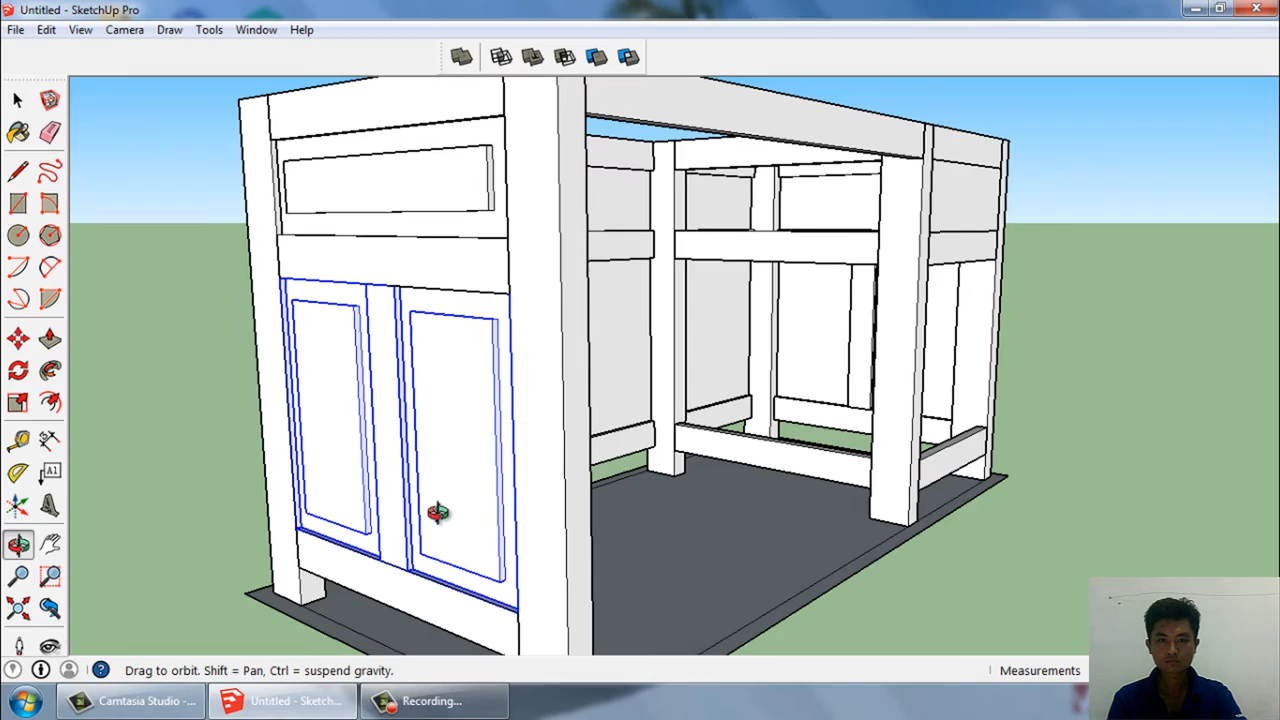 Untitled - SketchUp Pro
File Edit View Camera Draw Tools Window Help
A1
Drag to orbit. Shift = Pan, Ctrl = suspend gravity.
Measurements
Camtasia Studio -...
Untitled - Sketch...
Recording...